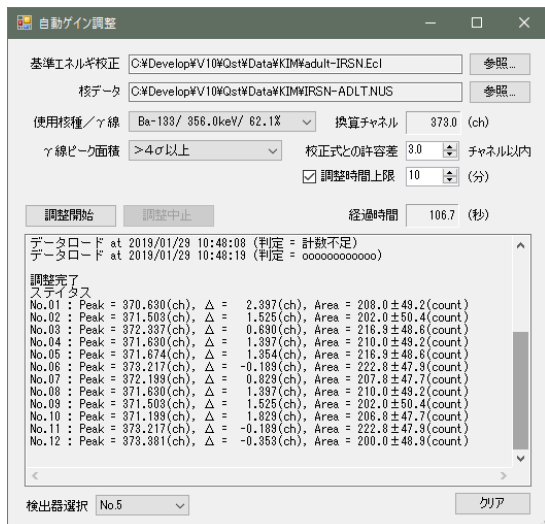 自動ゲイン調整
基準エネルギ校正 C:¥Develop¥V10¥Qst¥Data¥KIM¥adult-IRSN.Ecl 参照...
核データ C:¥Develop¥V10¥Qst¥Data¥KIM¥IRSN-ADLT.NUS 参照...
使用核種／γ線 Ba-133/ 356.0keV/ 62.1% 換算チャネル 373.0 (ch)
γ線ピーク面積 >4σ以上 校正式との許容差 3.0 チャネル以内
調整時間上限 10 (分)
調整開始 調整中止 経過時間 106.7 (秒)
データロード at 2019/01/29 10:48:08 (判定 = 計数不足)
データロード at 2019/01/29 10:48:19 (判定 = oooooooooooo)
調整完了
ステイタス
No.01 : Peak = 370.630(ch), Δ = 2.397(ch), Area = 208.0±49.2(count)
No.02 : Peak = 371.503(ch), Δ = 1.525(ch), Area = 202.0±50.4(count)
No.03 : Peak = 372.337(ch), Δ = 0.690(ch), Area = 216.9±48.6(count)
No.04 : Peak = 371.630(ch), Δ = 1.397(ch), Area = 210.0±49.2(count)
No.05 : Peak = 371.674(ch), Δ = 1.354(ch), Area = 216.9±48.6(count)
No.06 : Peak = 373.217(ch), Δ = -0.189(ch), Area = 222.8±47.9(count)
No.07 : Peak = 372.199(ch), Δ = 0.829(ch), Area = 207.8±47.7(count)
No.08 : Peak = 371.630(ch), Δ = 1.397(ch), Area = 210.0±49.2(count)
No.09 : Peak = 371.503(ch), Δ = 1.525(ch), Area = 202.0±50.4(count)
No.10 : Peak = 371.199(ch), Δ = 1.829(ch), Area = 206.8±47.7(count)
No.11 : Peak = 373.217(ch), Δ = -0.189(ch), Area = 222.8±47.9(count)
No.12 : Peak = 373.381(ch), Δ = -0.353(ch), Area = 200.0±48.9(count)
検出器選択 No.5 クリア